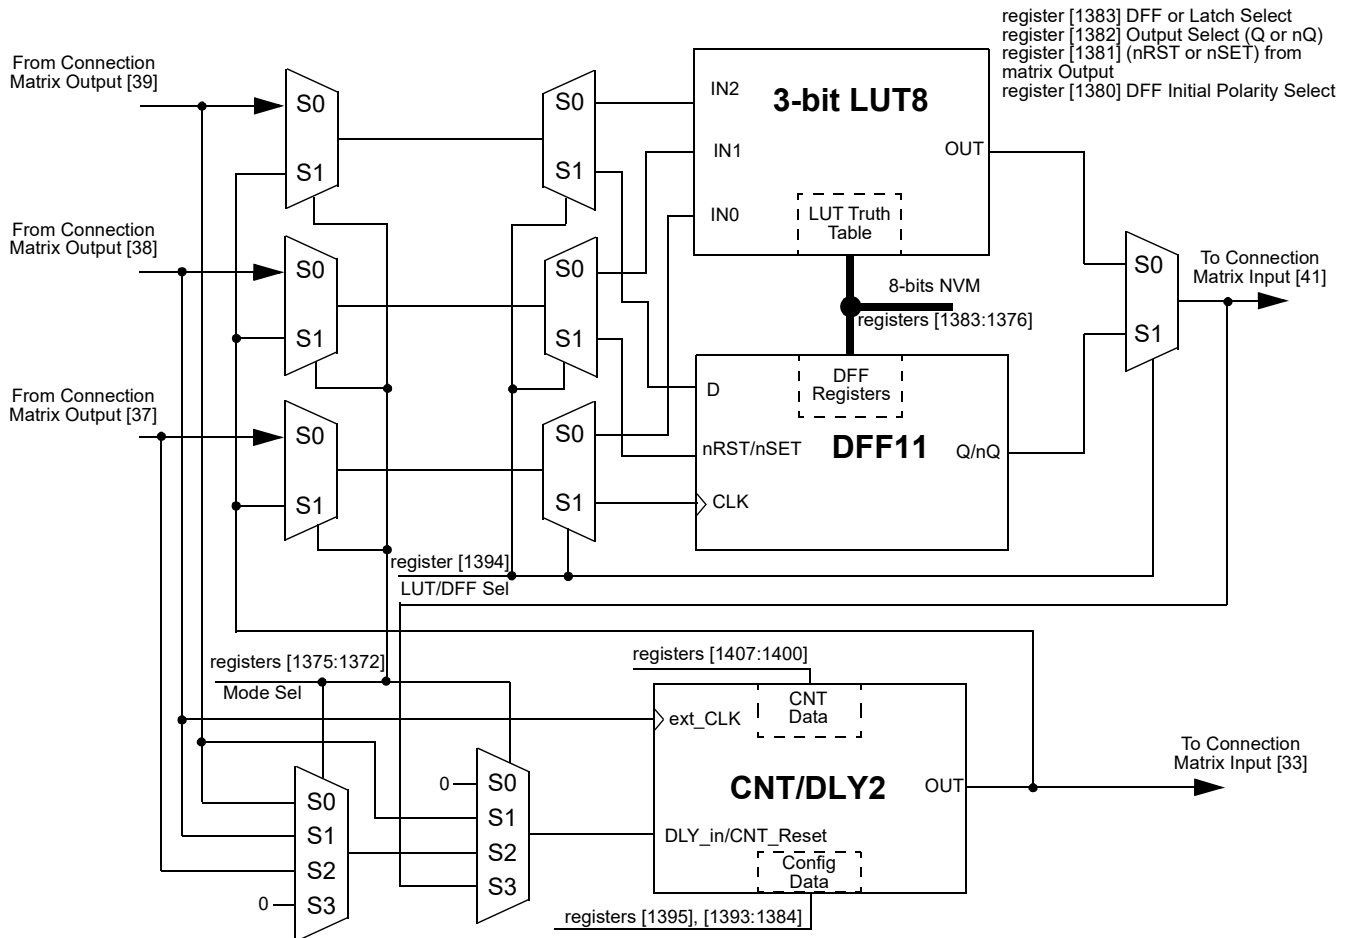 register [1383] DFF or Latch Select
register [1382] Output Select (Q or nQ)
register [1381] (nRST or nSET) from
matrix Output
register [1380] DFF Initial Polarity Select
From Connection
Matrix Output [39]
S0
S1
S0
S1
IN2
3-bit LUT8
IN1
OUT
IN0
LUT Truth
Table
From Connection
Matrix Output [38]
S0
S1
S0
S1
8-bits NVM
registers [1383:1376]
S0
S1
To Connection
Matrix Input [41]
From Connection
Matrix Output [37]
S0
S1
S0
S1
D
DFF
Registers
nRST/nSET
DFF11
Q/nQ
CLK
register [1394]
LUT/DFF Sel
registers [1375:1372]
Mode Sel
registers [1407:1400]
ext_CLK
CNT
Data
To Connection
Matrix Input [33]
0
S0
S1
S2
S3
S0
S1
S2
0
S3
CNT/DLY2
OUT
DLY_in/CNT_Reset
Config
Data
registers [1395], [1393:1384]